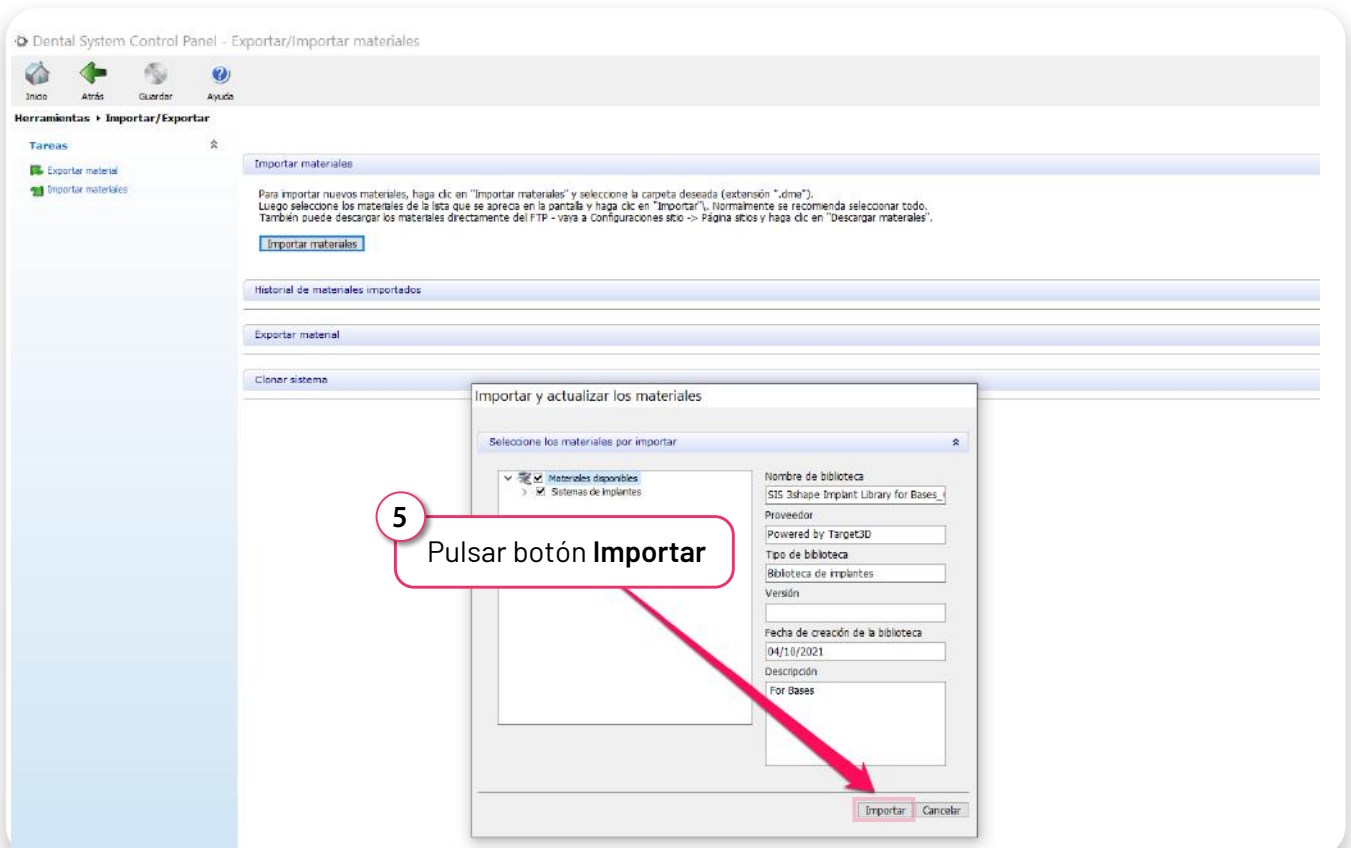 Dental System Control Panel - Exportar/Importar materiales
Inicio Atrás Guardar Ayuda
Herramientas Importar/Exportar
Tareas
Exportar material
Importar materiales
Importar materiales
Para importar nuevos materiales, haga clic en "Importar materiales" y seleccione la carpeta deseada (extensión ".dme").
Luego seleccione los materiales de la lista que se aprecia en la pantalla y haga clic en "Importar"\. Normalmente se recomienda seleccionar todo.
También puede descargar los materiales directamente del FTP - vaya a Configuraciones sitio -> Página sitios y haga clic en "Descargar materiales".
Importar materiales
Historial de materiales importados
Exportar material
Clonar sistema
Importar y actualizar los materiales
Seleccione los materiales por importar
Materiales disponibles
Sistemas de implantes
Nombre de biblioteca
SIS 3shape Implant Library for Bases_
Proveedor
Powered by Target3D
Tipo de biblioteca
Biblioteca de implantes
Versión
Fecha de creación de la biblioteca
04/10/2021
Descripción
For Bases
5
Pulsar botón Importar
Importar Cancelar